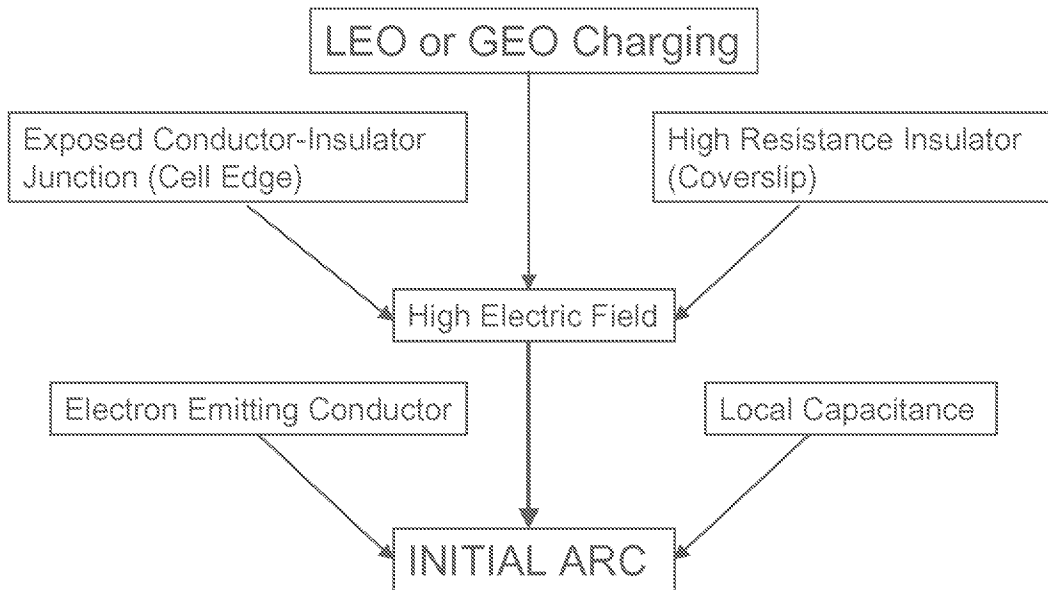 LEO or GEO Charging
Exposed Conductor-Insulator
Junction (Cell Edge)
High Resistance Insulator
(Coverslip)
High Electric Field
Electron Emitting Conductor
Local Capacitance
INITIAL ARC